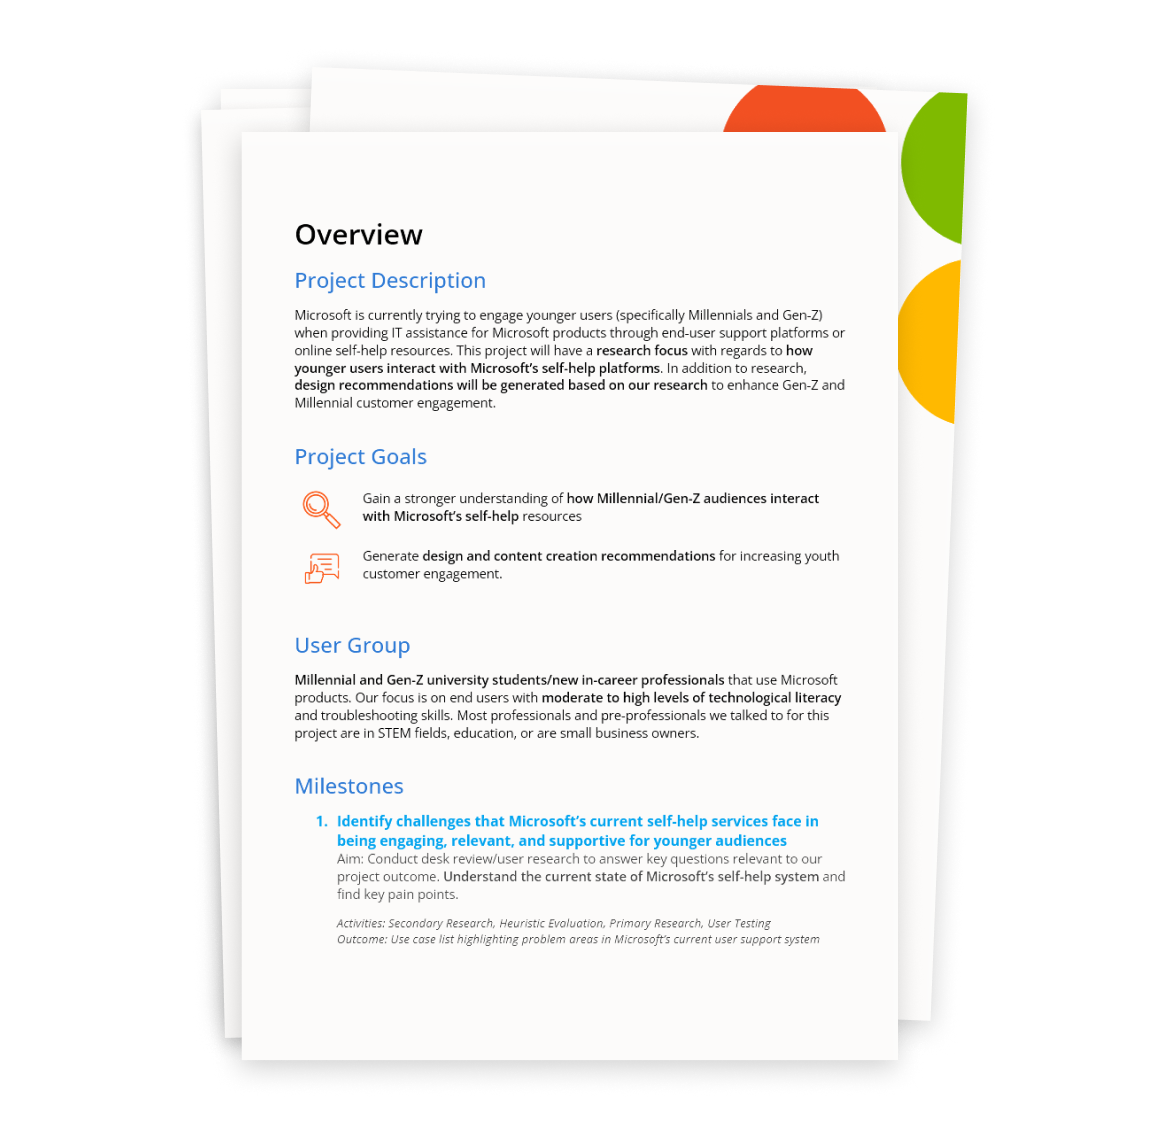 Overview
Project Description
Microsoft is currently trying to engage younger users (specifically Millennials and Gen-Z)
when providing IT assistance for Microsoft products through end-user support platforms or
online self-help resources. This project will have a research focus with regards to how
younger users interact with Microsoft's self-help platforms. In addition to research,
design recommendations will be generated based on our research to enhance Gen-Z and
Millennial customer engagement.
Project Goals
Gain a stronger understanding of how Millennial/Gen-Z audiences interact
with Microsoft's self-help resources
Generate design and content creation recommendations for increasing youth
customer engagement.
User Group
Millennial and Gen-Z university students/new in-career professionals that use Microsoft
products. Our focus is on end users with moderate to high levels of technological literacy
and troubleshooting skills. Most professionals and pre-professionals we talked to for this
project are in STEM fields, education, or are small business owners.
Milestones
1. Identify challenges that Microsoft's current self-help services face in
being engaging, relevant, and supportive for younger audiences
Aim: Conduct desk review/user research to answer key questions relevant to our
project outcome. Understand the current state of Microsoft's self-help system and
find key pain points.
Activities: Secondary Research, Heuristic Evaluation, Primary Research, User Testing
Outcome: Use case list highlighting problem areas in Microsoft's current user support system